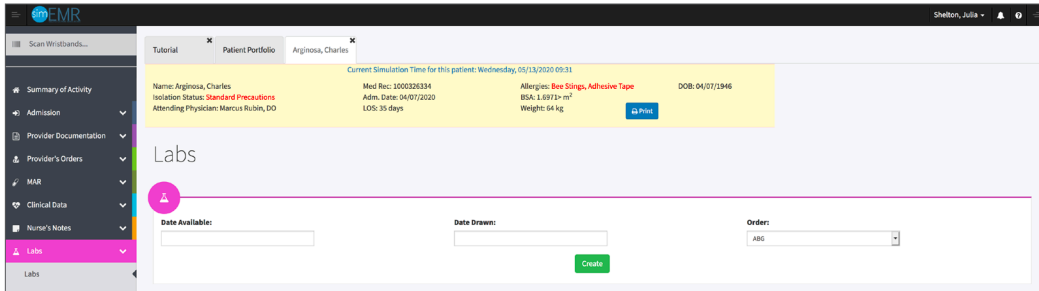 simEMR
Shelton, Julia
Scan Wristbands...
Tutorial
Patient Portfolio
Arginosa, Charles
Current Simulation Time for this patient: Wednesday, 05/13/2020 09:31
Name: Arginosa, Charles Med Rec: 1000326334 Allergies: Bee Stings, Adhesive Tape DOB: 04/07/1946
Isolation Status: Standard Precautions Adm. Date: 04/07/2020 BSA: 1.6971> m²
Attending Physician: Marcus Rubin, DO LOS: 35 days Weight: 64 kg
Print
Summary of Activity
Admission
Provider Documentation
Provider's Orders
MAR
Clinical Data
Nurse's Notes
Labs
Labs
Labs
Date Available: Date Drawn: Order:
ABG
Create